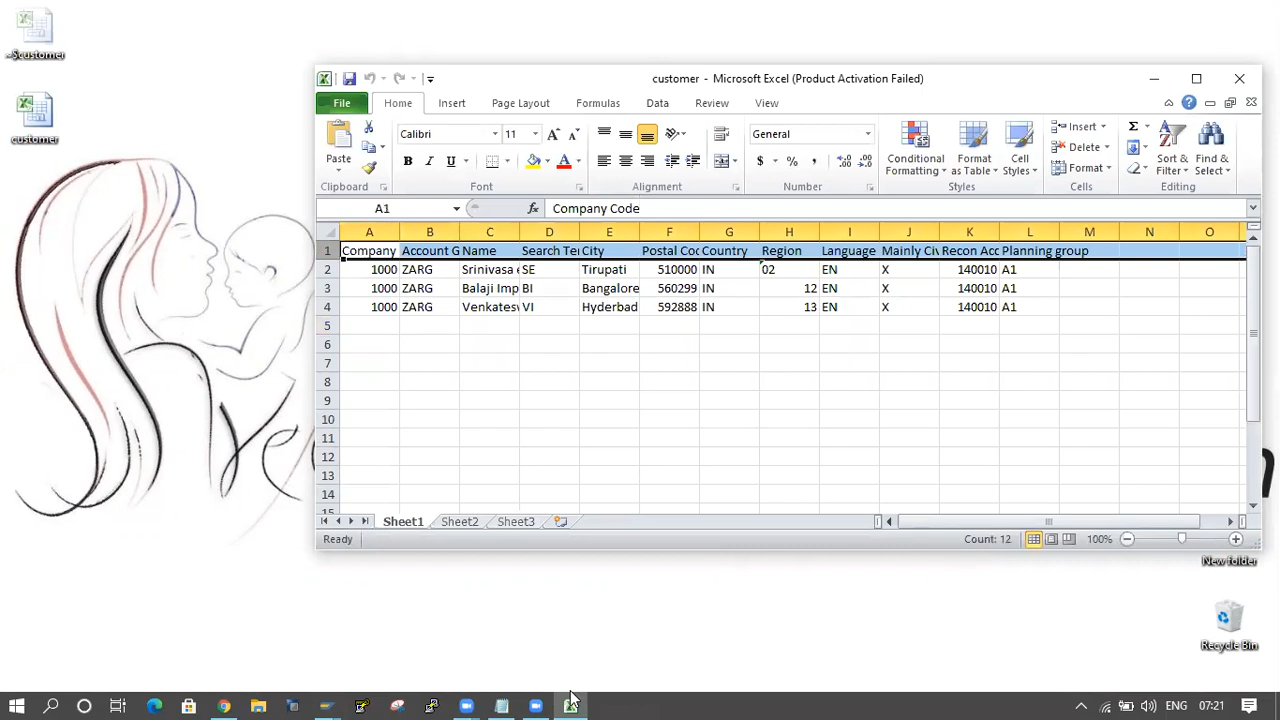 ~$customer
customer
customer - Microsoft Excel (Product Activation Failed)
File Home Insert Page Layout Formulas Data Review View
Calibri 11 General
Paste B I U Conditional Formatting Format as Table Cell Styles Insert Delete Format Sort & Filter Find & Select
Clipboard Font Alignment Number Styles Cells Editing
A1 fx Company Code
A B C D E F G H I J K L M N O
1 Company Account G Name Search Te City Postal Co Country Region Language Mainly Ci Recon Acc Planning group
2 1000 ZARG Srinivasa SE Tirupati 510000 IN 02 EN X 140010 A1
3 1000 ZARG Balaji Imp BI Bangalore 560299 IN 12 EN X 140010 A1
4 1000 ZARG Venkates VI Hyderbad 592888 IN 13 EN X 140010 A1
5
6
7
8
9
10
11
12
13
14
15
Sheet1 Sheet2 Sheet3
Ready Count: 12 100%
New folder
Recycle Bin
ENG 07:21